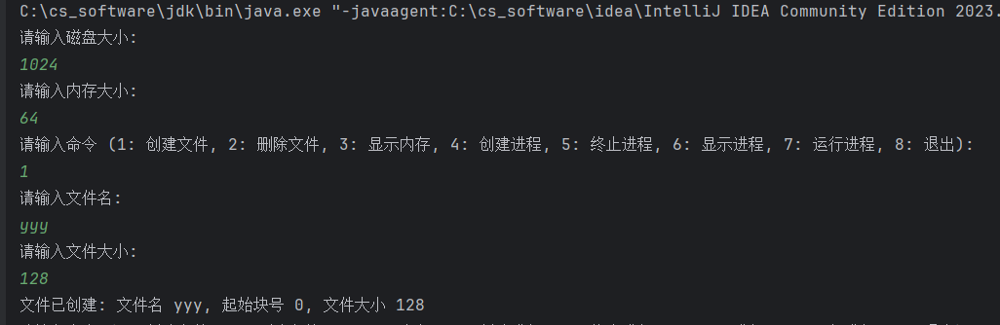 C:\cs_software\jdk\bin\java.exe "-javaagent:C:\cs_software\idea\IntelliJ IDEA Community Edition 2023.
请输入磁盘大小:
1024
请输入内存大小:
64
请输入命令 (1: 创建文件, 2: 删除文件, 3: 显示内存, 4: 创建进程, 5: 终止进程, 6: 显示进程, 7: 运行进程, 8: 退出):
1
请输入文件名:
yyy
请输入文件大小:
128
文件已创建: 文件名 yyy, 起始块号 0, 文件大小 128